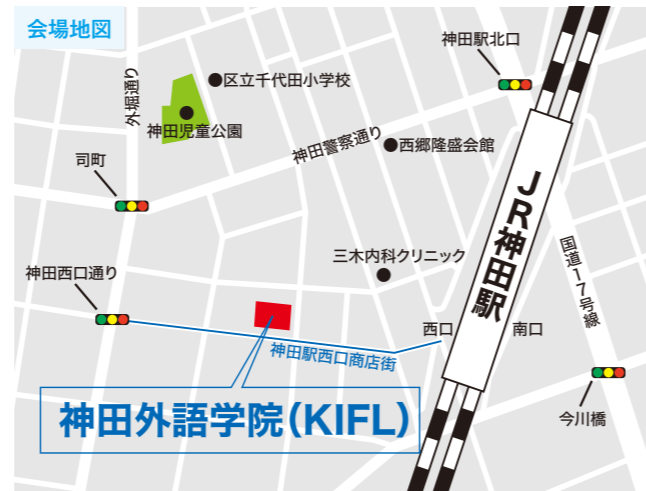 会場地図
神田駅北口
外堀通り
区立千代田小学校
神田児童公園
神田警察通り
西郷隆盛会館
司町
JR神田駅
三木内科クリニック
国道17号線
神田西口通り
西口
南口
神田駅西口商店街
今川橋
神田外語学院(KIFL)